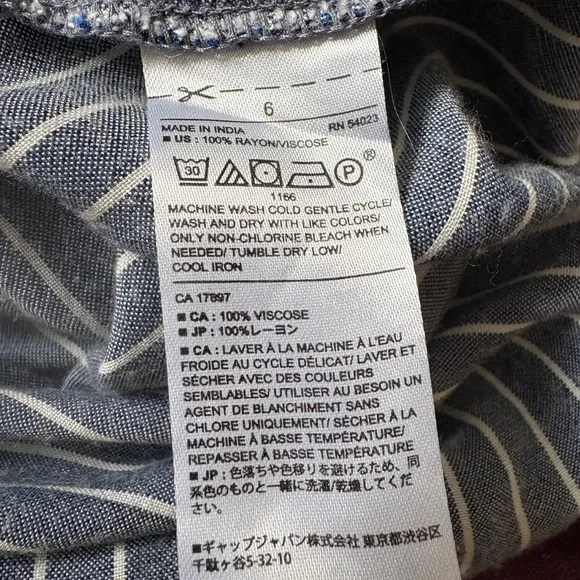 6
MADE IN INDIA RN 54023
■ US : 100% RAYON/VISCOSE
30 P ®
1166
MACHINE WASH COLD GENTLE CYCLE/
WASH AND DRY WITH LIKE COLORS/
ONLY NON-CHLORINE BLEACH WHEN
NEEDED/ TUMBLE DRY LOW/
COOL IRON
CA 17897
■ CA : 100% VISCOSE
■ JP : 100%レーヨン
■ CA : LAVER À LA MACHINE À L'EAU
FROIDE AU CYCLE DÉLICAT/ LAVER ET
SÉCHER AVEC DES COULEURS
SEMBLABLES/ UTILISER AU BESOIN UN
AGENT DE BLANCHIMENT SANS
CHLORE UNIQUEMENT/ SÉCHER À LA
MACHINE À BASSE TEMPÉRATURE/
REPASSER À BASSE TEMPÉRATURE
■ JP : 色落ちや色移りを避けるため、同
系色のものと一緒に洗濯/乾燥してくだ
さい。
■ギャップジャパン(株) 東京都渋谷区
千駄ヶ谷5-32-10